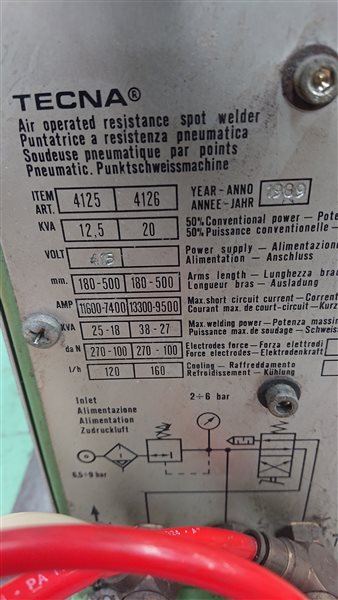 TECNA®
Air operated resistance spot welder
Puntatrice a resistenza pneumatica
Soudeuse pneumatique par points
Pneumatic. Punktschweissmachine
ITEM ART. 4125 4126 YEAR - ANNO ANNEE - JAHR 1989
KVA 12,5 20 50% Conventional power - Pote
50% Puissance conventionelle -
VOLT 415 Power supply - Alimentazione
Alimentation - Anschluss
mm. 180-500 180-500 Arms length - Lunghezza bra
Longueur bras - Ausladung
AMP 11600-7400 13300-9500 Max. short circuit current - Corrent
Courant max. de court-circuit - Kurz
KVA 25-18 38-27 Max. welding power - Potenza massim
Puissance max. de soudage - Schweiss
da N 270-100 270-100 Electrodes force - Forza elettrodi
Force electrodes - Elektrodenkraft
l/h 120 160 Cooling - Raffreddamento
Refroidissement - Kühlung
Inlet
Alimentazione
Alimentation
Zudruckluft
2÷6 bar
6,5÷9 bar
PA